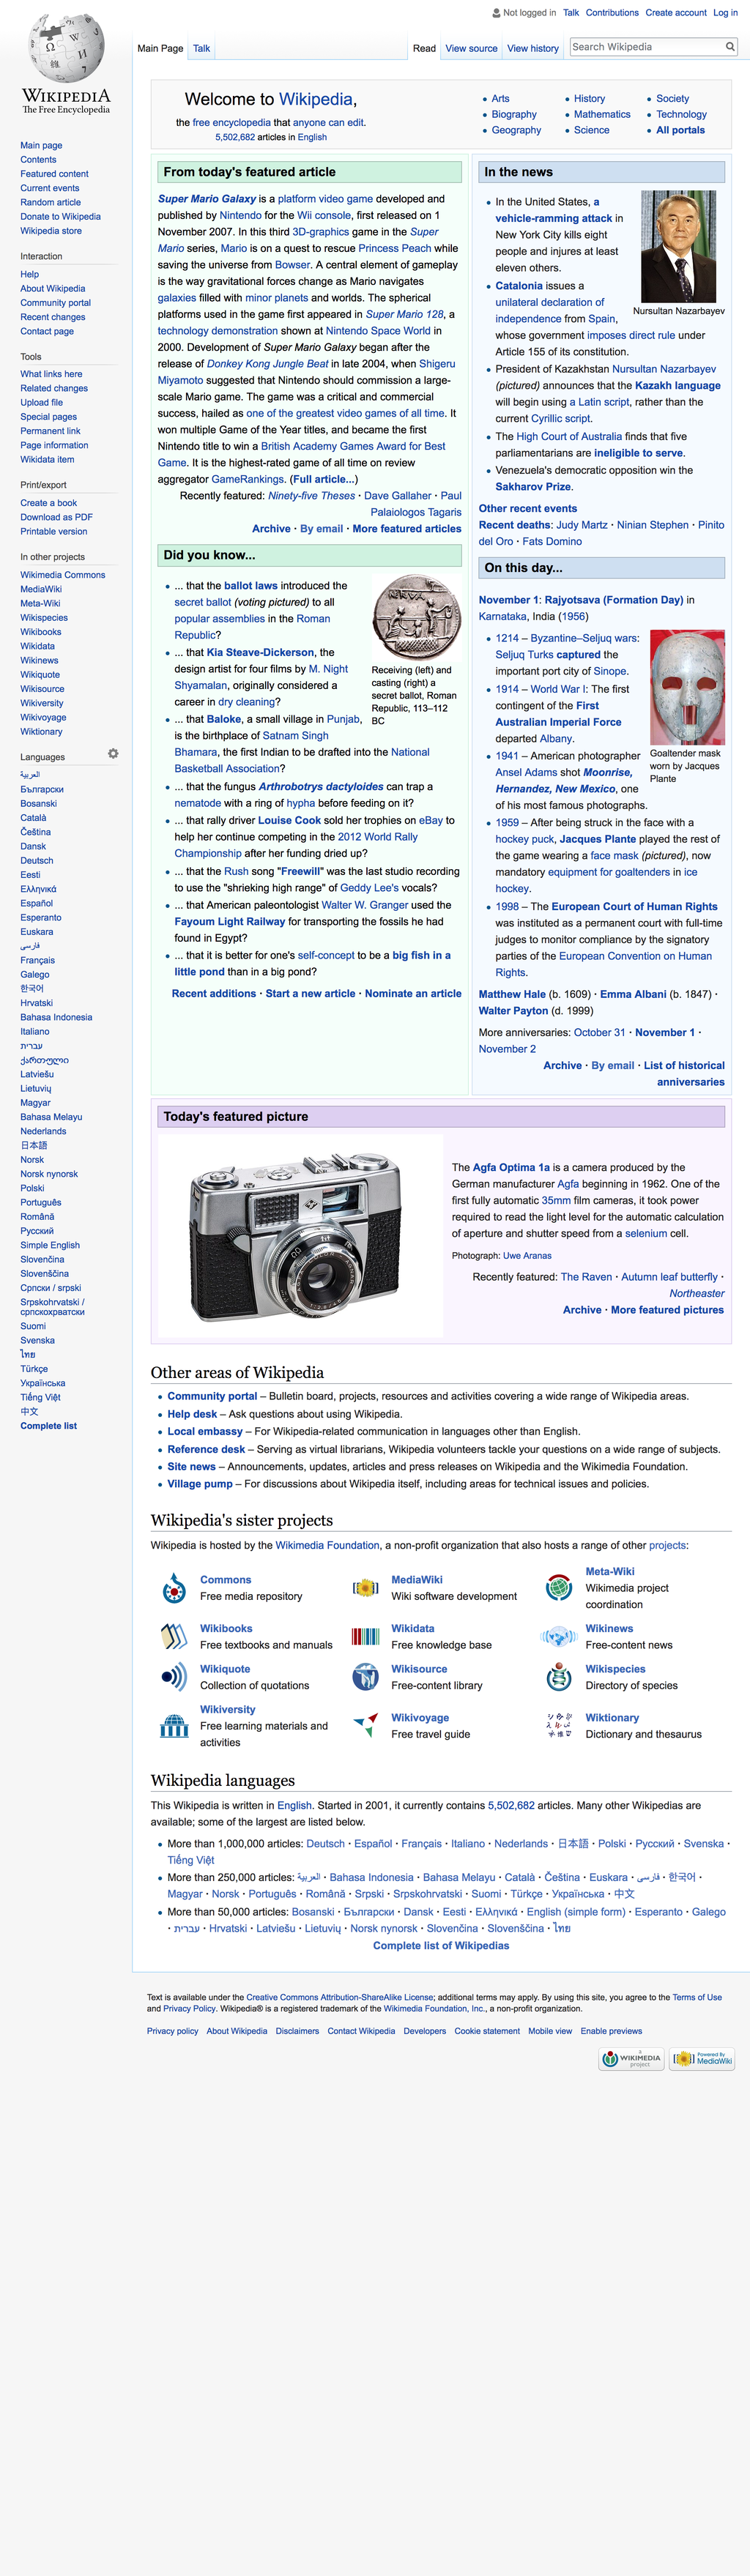 Not logged in Talk Contributions Create account Log in
Main Page Talk Read View source View history Search Wikipedia
WIKIPEDIA
The Free Encyclopedia
Main page
Contents
Featured content
Current events
Random article
Donate to Wikipedia
Wikipedia store
Interaction
Help
About Wikipedia
Community portal
Recent changes
Contact page
Tools
What links here
Related changes
Upload file
Special pages
Permanent link
Page information
Wikidata item
Print/export
Create a book
Download as PDF
Printable version
In other projects
Wikimedia Commons
MediaWiki
Meta-Wiki
Wikispecies
Wikibooks
Wikidata
Wikinews
Wikiquote
Wikisource
Wikiversity
Wikivoyage
Wiktionary
Languages
العربية
Български
Bosanski
Català
Čeština
Dansk
Deutsch
Eesti
Ελληνικά
Español
Esperanto
Euskara
فارسی
Français
Galego
한국어
Hrvatski
Bahasa Indonesia
Italiano
עברית
ქართული
Latviešu
Lietuvių
Magyar
Bahasa Melayu
Nederlands
日本語
Norsk
Norsk nynorsk
Polski
Português
Română
Русский
Simple English
Slovenčina
Slovenščina
Српски / srpski
Srpskohrvatski /
српскохрватски
Suomi
Svenska
ไทย
Türkçe
Українська
Tiếng Việt
中文
Complete list
Welcome to Wikipedia,
the free encyclopedia that anyone can edit.
5,502,682 articles in English
Arts
Biography
Geography
History
Mathematics
Science
Society
Technology
All portals
From today's featured article
Super Mario Galaxy is a platform video game developed and
published by Nintendo for the Wii console, first released on 1
November 2007. In this third 3D-graphics game in the Super
Mario series, Mario is on a quest to rescue Princess Peach while
saving the universe from Bowser. A central element of gameplay
is the way gravitational forces change as Mario navigates
galaxies filled with minor planets and worlds. The spherical
platforms used in the game first appeared in Super Mario 128, a
technology demonstration shown at Nintendo Space World in
2000. Development of Super Mario Galaxy began after the
release of Donkey Kong Jungle Beat in late 2004, when Shigeru
Miyamoto suggested that Nintendo should commission a large-
scale Mario game. The game was a critical and commercial
success, hailed as one of the greatest video games of all time. It
won multiple Game of the Year titles, and became the first
Nintendo title to win a British Academy Games Award for Best
Game. It is the highest-rated game of all time on review
aggregator GameRankings. (Full article...)
Recently featured: Ninety-five Theses · Dave Gallaher · Paul
Palaiologos Tagaris
Archive · By email · More featured articles
Did you know...
... that the ballot laws introduced the
secret ballot (voting pictured) to all
popular assemblies in the Roman
Republic?
... that Kia Steave-Dickerson, the
design artist for four films by M. Night
Shyamalan, originally considered a
career in dry cleaning?
... that Baloke, a small village in Punjab,
is the birthplace of Satnam Singh
Bhamara, the first Indian to be drafted into the National
Basketball Association?
... that the fungus Arthrobotrys dactyloides can trap a
nematode with a ring of hypha before feeding on it?
... that rally driver Louise Cook sold her trophies on eBay to
help her continue competing in the 2012 World Rally
Championship after her funding dried up?
... that the Rush song "Freewill" was the last studio recording
to use the "shrieking high range" of Geddy Lee's vocals?
... that American paleontologist Walter W. Granger used the
Fayoum Light Railway for transporting the fossils he had
found in Egypt?
... that it is better for one's self-concept to be a big fish in a
little pond than in a big pond?
Receiving (left) and
casting (right) a
secret ballot, Roman
Republic, 113–112
BC
Recent additions · Start a new article · Nominate an article
In the news
In the United States, a
vehicle-ramming attack in
New York City kills eight
people and injures at least
eleven others.
Catalonia issues a
unilateral declaration of
independence from Spain,
whose government imposes direct rule under
Article 155 of its constitution.
President of Kazakhstan Nursultan Nazarbayev
(pictured) announces that the Kazakh language
will begin using a Latin script, rather than the
current Cyrillic script.
The High Court of Australia finds that five
parliamentarians are ineligible to serve.
Venezuela's democratic opposition win the
Sakharov Prize.
Nursultan Nazarbayev
Other recent events
Recent deaths: Judy Martz · Ninian Stephen · Pinito
del Oro · Fats Domino
On this day...
November 1: Rajyotsava (Formation Day) in
Karnataka, India (1956)
1214 – Byzantine–Seljuq wars:
Seljuq Turks captured the
important port city of Sinope.
1914 – World War I: The first
contingent of the First
Australian Imperial Force
departed Albany.
1941 – American photographer
Ansel Adams shot Moonrise,
Hernandez, New Mexico, one
of his most famous photographs.
1959 – After being struck in the face with a
hockey puck, Jacques Plante played the rest of
the game wearing a face mask (pictured), now
mandatory equipment for goaltenders in ice
hockey.
1998 – The European Court of Human Rights
was instituted as a permanent court with full-time
judges to monitor compliance by the signatory
parties of the European Convention on Human
Rights.
Goaltender mask
worn by Jacques
Plante
Matthew Hale (b. 1609) · Emma Albani (b. 1847) ·
Walter Payton (d. 1999)
More anniversaries: October 31 · November 1 ·
November 2
Archive · By email · List of historical
anniversaries
Today's featured picture
The Agfa Optima 1a is a camera produced by the
German manufacturer Agfa beginning in 1962. One of the
first fully automatic 35mm film cameras, it took power
required to read the light level for the automatic calculation
of aperture and shutter speed from a selenium cell.
Photograph: Uwe Aranas
Recently featured: The Raven · Autumn leaf butterfly ·
Northeaster
Archive · More featured pictures
Other areas of Wikipedia
Community portal – Bulletin board, projects, resources and activities covering a wide range of Wikipedia areas.
Help desk – Ask questions about using Wikipedia.
Local embassy – For Wikipedia-related communication in languages other than English.
Reference desk – Serving as virtual librarians, Wikipedia volunteers tackle your questions on a wide range of subjects.
Site news – Announcements, updates, articles and press releases on Wikipedia and the Wikimedia Foundation.
Village pump – For discussions about Wikipedia itself, including areas for technical issues and policies.
Wikipedia's sister projects
Wikipedia is hosted by the Wikimedia Foundation, a non-profit organization that also hosts a range of other projects:
Commons
Free media repository
MediaWiki
Wiki software development
Meta-Wiki
Wikimedia project
coordination
Wikibooks
Free textbooks and manuals
Wikidata
Free knowledge base
Wikinews
Free-content news
Wikiquote
Collection of quotations
Wikisource
Free-content library
Wikispecies
Directory of species
Wikiversity
Free learning materials and
activities
Wikivoyage
Free travel guide
Wiktionary
Dictionary and thesaurus
Wikipedia languages
This Wikipedia is written in English. Started in 2001, it currently contains 5,502,682 articles. Many other Wikipedias are
available; some of the largest are listed below.
More than 1,000,000 articles: Deutsch · Español · Français · Italiano · Nederlands · 日本語 · Polski · Русский · Svenska ·
Tiếng Việt
More than 250,000 articles: العربية · Bahasa Indonesia · Bahasa Melayu · Català · Čeština · Euskara · فارسی · 한국어 ·
Magyar · Norsk · Português · Română · Srpski · Srpskohrvatski · Suomi · Türkçe · Українська · 中文
More than 50,000 articles: Bosanski · Български · Dansk · Eesti · Ελληνικά · English (simple form) · Esperanto · Galego
· עברית · Hrvatski · Latviešu · Lietuvių · Norsk nynorsk · Slovenčina · Slovenščina · ไทย
Complete list of Wikipedias
Text is available under the Creative Commons Attribution-ShareAlike License; additional terms may apply. By using this site, you agree to the Terms of Use
and Privacy Policy. Wikipedia® is a registered trademark of the Wikimedia Foundation, Inc., a non-profit organization.
Privacy policy About Wikipedia Disclaimers Contact Wikipedia Developers Cookie statement Mobile view Enable previews
A
WIKIMEDIA
project
Powered By
MediaWiki